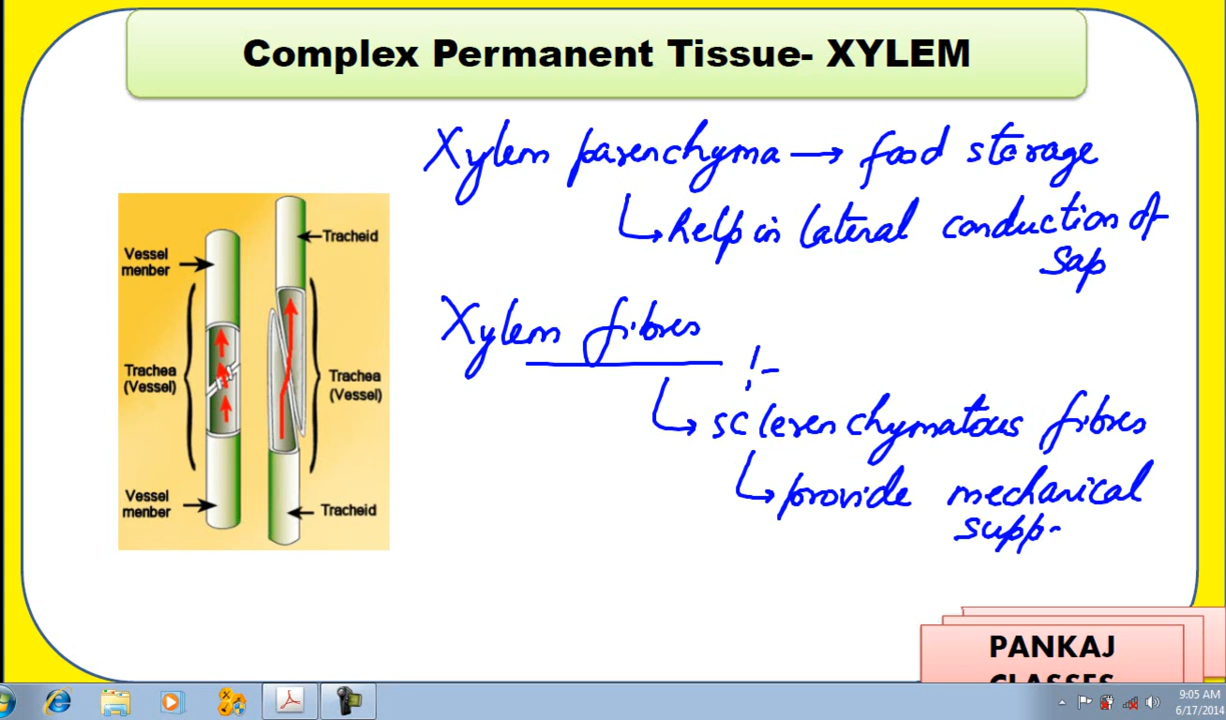 Complex Permanent Tissue- XYLEM
Xylem parenchyma → food storage
↳ help in lateral conduction of
sap
Xylem fibres :-
↳ sclerenchymatous fibres
↳ provide mechanical
supp-
Tracheid
Vessel
menber
Trachea
(Vessel)
Trachea
(Vessel)
Vessel
menber
Tracheid
PANKAJ
CLASSES
9:05 AM
6/17/2014